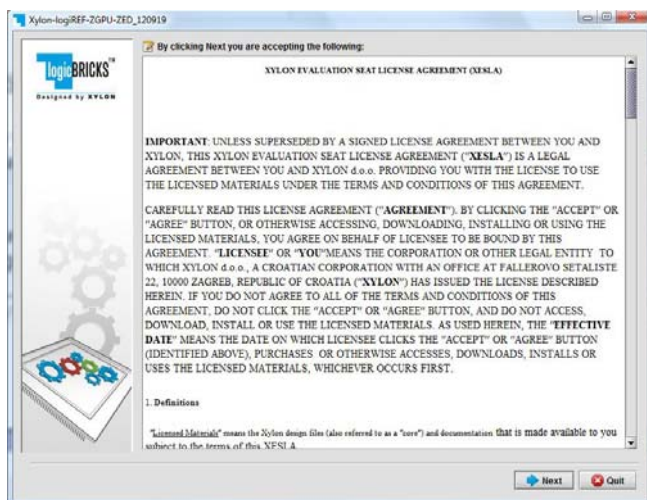 Xylon-logiREF-ZGPU-ZED_120919
logicBRICKS™
Designed by XYLON
By clicking Next you are accepting the following:
XYLON EVALUATION SEAT LICENSE AGREEMENT (XESLA)
IMPORTANT: UNLESS SUPERSEDED BY A SIGNED LICENSE AGREEMENT BETWEEN YOU AND
XYLON, THIS XYLON EVALUATION SEAT LICENSE AGREEMENT ("XESLA") IS A LEGAL
AGREEMENT BETWEEN YOU AND XYLON d.o.o. PROVIDING YOU WITH THE LICENSE TO USE
THE LICENSED MATERIALS UNDER THE TERMS AND CONDITIONS OF THIS AGREEMENT.
CAREFULLY READ THIS LICENSE AGREEMENT ("AGREEMENT"). BY CLICKING THE "ACCEPT" OR
"AGREE" BUTTON, OR OTHERWISE ACCESSING, DOWNLOADING, INSTALLING OR USING THE
LICENSED MATERIALS, YOU AGREE ON BEHALF OF LICENSEE TO BE BOUND BY THIS
AGREEMENT. "LICENSEE" OR "YOU"MEANS THE CORPORATION OR OTHER LEGAL ENTITY TO
WHICH XYLON d.o.o., A CROATIAN CORPORATION WITH AN OFFICE AT FALLEROVO SETALISTE
22, 10000 ZAGREB, REPUBLIC OF CROATIA ("XYLON") HAS ISSUED THE LICENSE DESCRIBED
HEREIN. IF YOU DO NOT AGREE TO ALL OF THE TERMS AND CONDITIONS OF THIS
AGREEMENT, DO NOT CLICK THE "ACCEPT" OR "AGREE" BUTTON, AND DO NOT ACCESS,
DOWNLOAD, INSTALL OR USE THE LICENSED MATERIALS. AS USED HEREIN, THE "EFFECTIVE
DATE" MEANS THE DATE ON WHICH LICENSEE CLICKS THE "ACCEPT" OR "AGREE" BUTTON
(IDENTIFIED ABOVE), PURCHASES OR OTHERWISE ACCESSES, DOWNLOADS, INSTALLS OR
USES THE LICENSED MATERIALS, WHICHEVER OCCURS FIRST.
1. Definitions
"Licensed Materials" means the Xylon design files (also referred to as a "core") and documentation that is made available to you
subject to the terms of this XESLA
Next
Quit